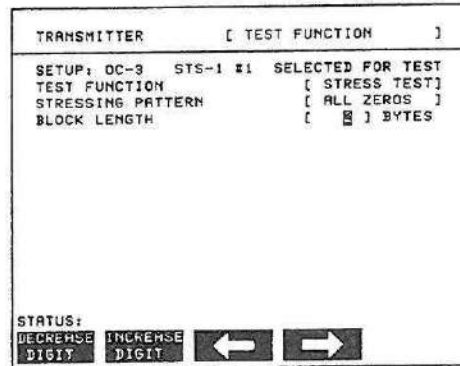 TRANSMITTER [ TEST FUNCTION ]
SETUP: OC-3 STS-1 #1 SELECTED FOR TEST
TEST FUNCTION [ STRESS TEST]
STRESSING PATTERN [ ALL ZEROS ]
BLOCK LENGTH [ ] BYTES
STATUS:
DECREASE DIGIT
INCREASE DIGIT